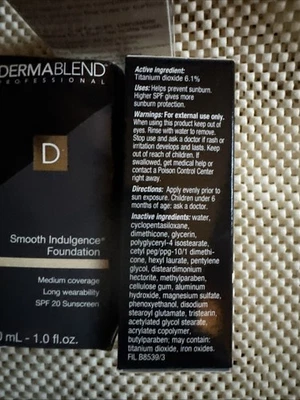 DERMABLEND
PROFESSIONAL
D
Smooth Indulgence®
Foundation
Medium coverage
Long wearability
SPF 20 Sunscreen
0 mL - 1.0 fl.oz.
Active Ingredient:
Titanium dioxide 6.1%
Uses: Helps prevent sunburn.
Higher SPF gives more
sunburn protection.
Warnings: For external use only.
When using this product keep out of
eyes. Rinse with water to remove.
Stop use and ask a doctor if rash or
irritation develops and lasts. Keep
out of reach of children. If
swallowed, get medical help or
contact a Poison Control Center
right away.
Directions: Apply evenly prior to
sun exposure. Children under 6
months of age: ask a doctor.
Inactive ingredients: water,
cyclopentasiloxane,
dimethicone, glycerin,
polyglyceryl-4 isostearate,
cetyl peg/ppg-10/1 dimethi-
cone, hexyl laurate, pentylene
glycol, disteardimonium
hectorite, methylparaben,
cellulose gum, aluminum
hydroxide, magnesium sulfate,
phenoxyethanol, disodium
stearoyl glutamate, tristearin,
acetylated glycol stearate,
acrylates copolymer,
butylparaben; may contain:
titanium dioxide, iron oxides.
FIL B8539/3